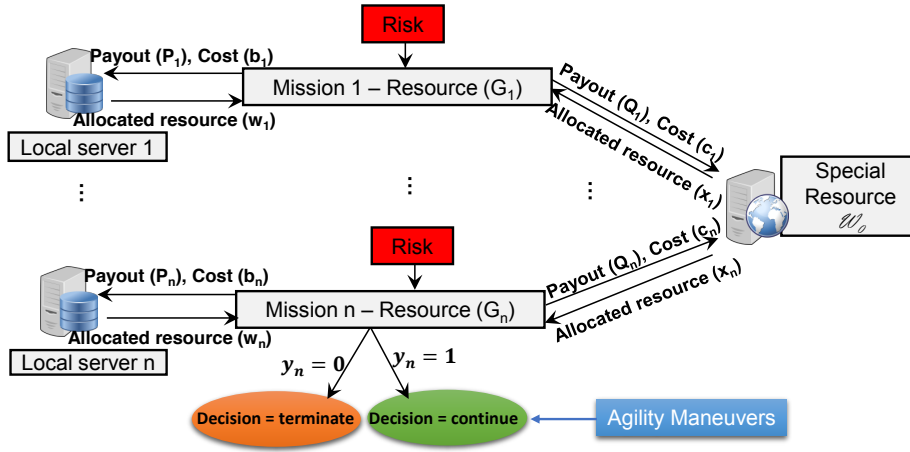 Risk
Payout (P1), Cost (b1)
Mission 1 – Resource (G1)
Allocated resource (w1)
Local server 1
Payout (Q1), Cost (c1)
Allocated resource (x1)
Special
Resource
𝒲o
Risk
Payout (Pn), Cost (bn)
Mission n – Resource (Gn)
Allocated resource (wn)
Local server n
Payout (Qn), Cost (cn)
Allocated resource (xn)
yn = 0
yn = 1
Decision = terminate
Decision = continue
Agility Maneuvers